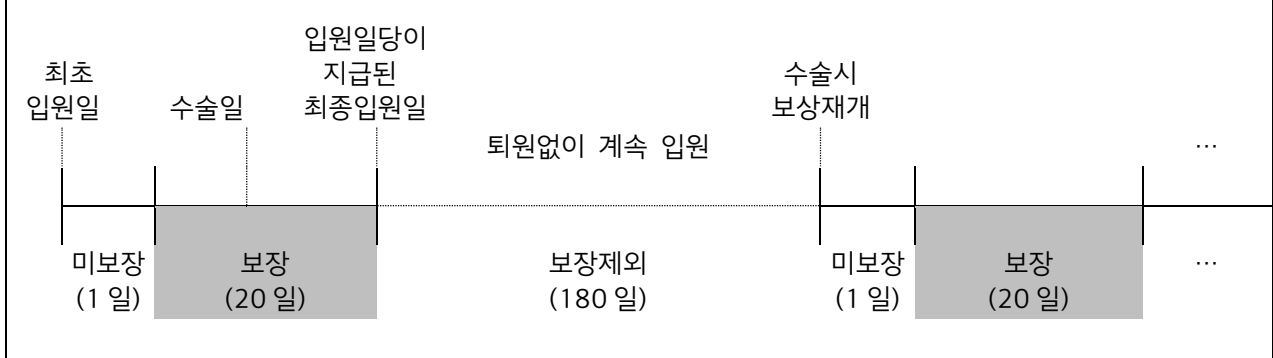 최초
입원일
수술일
입원일당이
지급된
최종입원일
퇴원없이 계속 입원
수술시
보상재개
…
미보장
(1 일)
보장
(20 일)
보장제외
(180 일)
미보장
(1 일)
보장
(20 일)
…